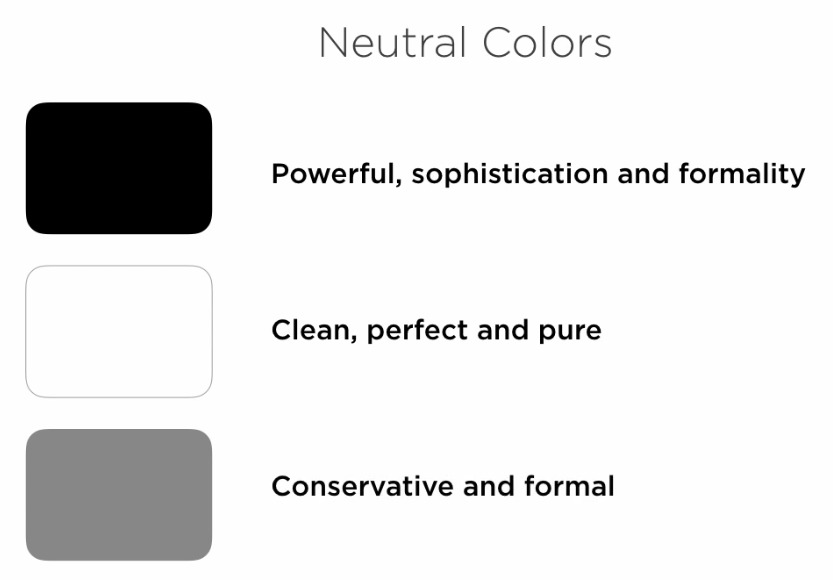 Neutral Colors
Powerful, sophistication and formality
Clean, perfect and pure
Conservative and formal